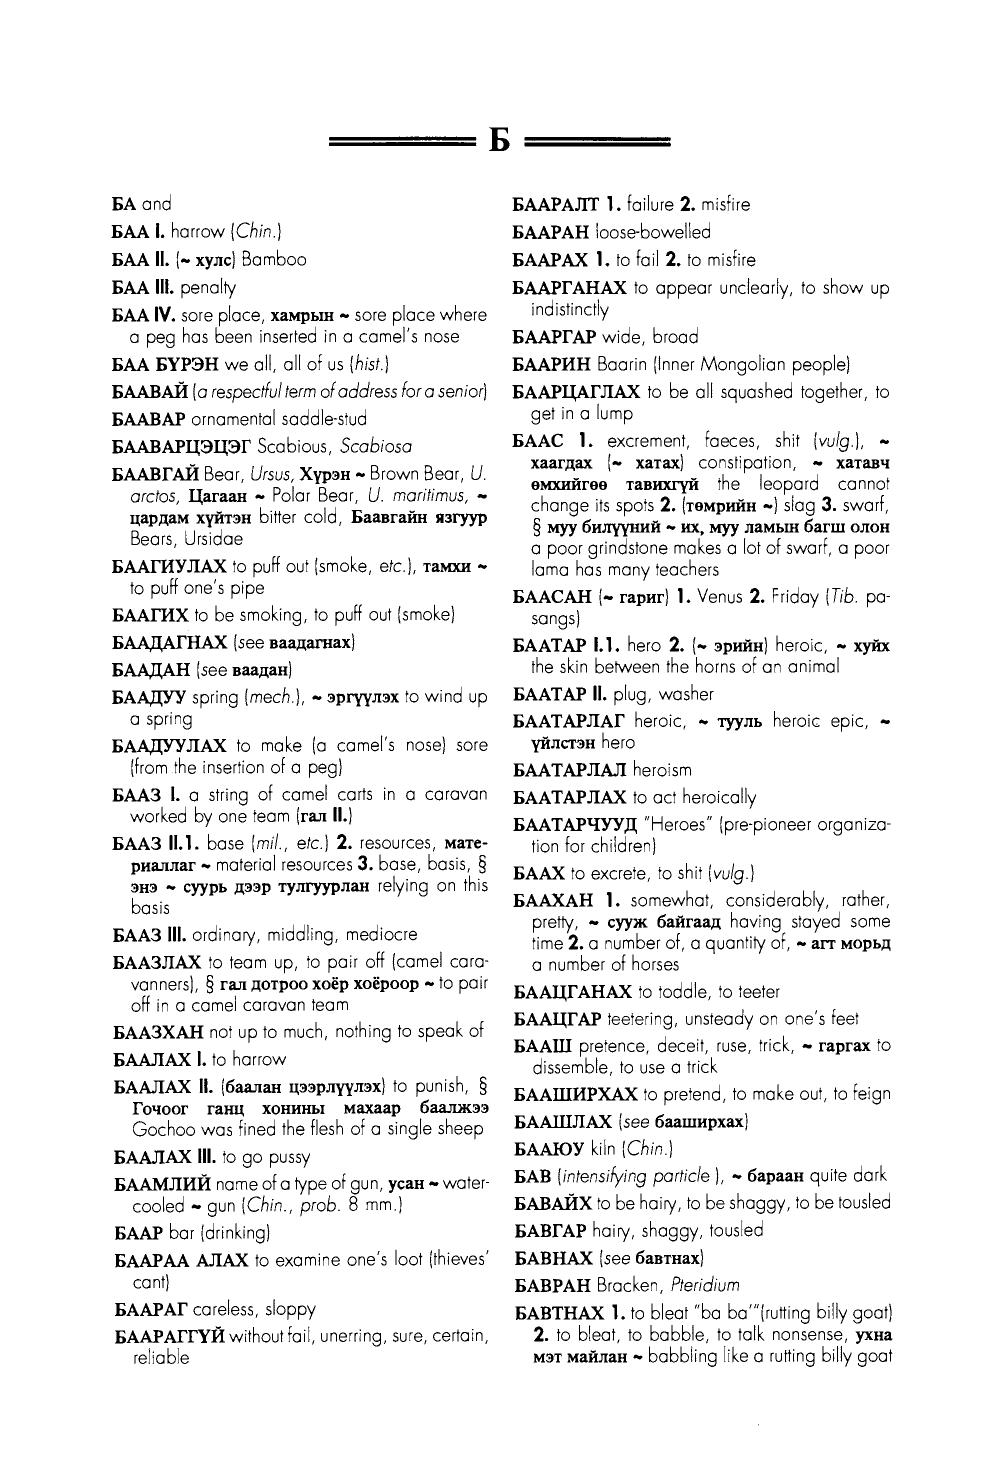 Б
БА and
БАА I. harrow (Chin.)
БАА II. (~ хулс) Bamboo
БАА III. penalty
БАА IV. sore place, хамрын ~ sore place where
a peg has been inserted in a camel's nose
БАА БҮРЭН we all, all of us (hist.)
БААВАЙ (a respectful term of address for a senior)
БААВАР ornamental saddle-stud
БААВАРЦЭЦЭГ Scabious, Scabiosa
БААВГАЙ Bear, Ursus, Хүрэн ~ Brown Bear, U.
arctos, Цагаан ~ Polar Bear, U. maritimus, ~
цардам хүйтэн bitter cold, Баавгайн язгуур
Bears, Ursidae
БААГИУЛАХ to puff out (smoke, etc.), тамхи ~
to puff one's pipe
БААГИХ to be smoking, to puff out (smoke)
БААДАГНАХ (see ваадагнах)
БААДАН (see ваадан)
БААДУУ spring (mech.), ~ эргүүлэх to wind up
a spring
БААДУУЛАХ to make (a camel's nose) sore
(from the insertion of a peg)
БААЗ I. a string of camel carts in a caravan
worked by one team (гал II.)
БААЗ II.1. base (mil., etc.) 2. resources, мате-
риаллаг ~ material resources 3. base, basis, §
энэ ~ суурь дээр тулгуурлан relying on this
basis
БААЗ III. ordinary, middling, mediocre
БААЗЛАХ to team up, to pair off (camel cara-
vanners), § гал дотроо хоёр хоёроор ~ to pair
off in a camel caravan team
БААЗХАН not up to much, nothing to speak of
БААЛАХ I. to harrow
БААЛАХ II. (баалан цээрлүүлэх) to punish, §
Гочоог ганц хонины махаар баалжээ
Gochoo was fined the flesh of a single sheep
БААЛАХ III. to go pussy
БААМЛИЙ name of a type of gun, усан ~ water-
cooled ~ gun (Chin., prob. 8 mm.)
БААР bar (drinking)
БААРАА АЛАХ to examine one's loot (thieves'
cant)
БААРАГ careless, sloppy
БААРАГГҮЙ without fail, unerring, sure, certain,
reliable
БААРАЛТ 1. failure 2. misfire
БААРАН loose-bowelled
БААРАХ 1. to fail 2. to misfire
БААРГАНАХ to appear unclearly, to show up
indistinctly
БААРГАР wide, broad
БААРИН Baarin (Inner Mongolian people)
БААРЦАГЛАХ to be all squashed together, to
get in a lump
БААС 1. excrement, faeces, shit (vulg.), ~
хаагдах (~ хатах) constipation, ~ хатавч
өмхийгөө тавихгүй the leopard cannot
change its spots 2. (төмрийн ~) slag 3. swarf,
§ муу билүүний ~ их, муу ламын багш олон
a poor grindstone makes a lot of swarf, a poor
lama has many teachers
БААСАН (~ гариг) 1. Venus 2. Friday (Tib. pa-
sangs)
БААТАР I.1. hero 2. (~ эрийн) heroic, ~ хуйх
the skin between the horns of an animal
БААТАР II. plug, washer
БААТАРЛАГ heroic, ~ тууль heroic epic, ~
үйлстэн hero
БААТАРЛАЛ heroism
БААТАРЛАХ to act heroically
БААТАРЧУУД "Heroes" (pre-pioneer organiza-
tion for children)
БААХ to excrete, to shit (vulg.)
БААХАН 1. somewhat, considerably, rather,
pretty, ~ сууж байгаад having stayed some
time 2. a number of, a quantity of, ~ агт морьд
a number of horses
БААЦГАНАХ to toddle, to teeter
БААЦГАР teetering, unsteady on one's feet
БААШ pretence, deceit, ruse, trick, ~ гаргах to
dissemble, to use a trick
БААШИРХАХ to pretend, to make out, to feign
БААШЛАХ (see бааширхах)
БААЮУ kiln (Chin.)
БАВ (intensifying particle ), ~ бараан quite dark
БАВАЙХ to be hairy, to be shaggy, to be tousled
БАВГАР hairy, shaggy, tousled
БАВНАХ (see бавтнах)
БАВРАН Bracken, Pteridium
БАВТНАХ 1. to bleat "ba ba'"(rutting billy goat)
2. to bleat, to babble, to talk nonsense, ухна
мэт майлан ~ babbling like a rutting billy goat